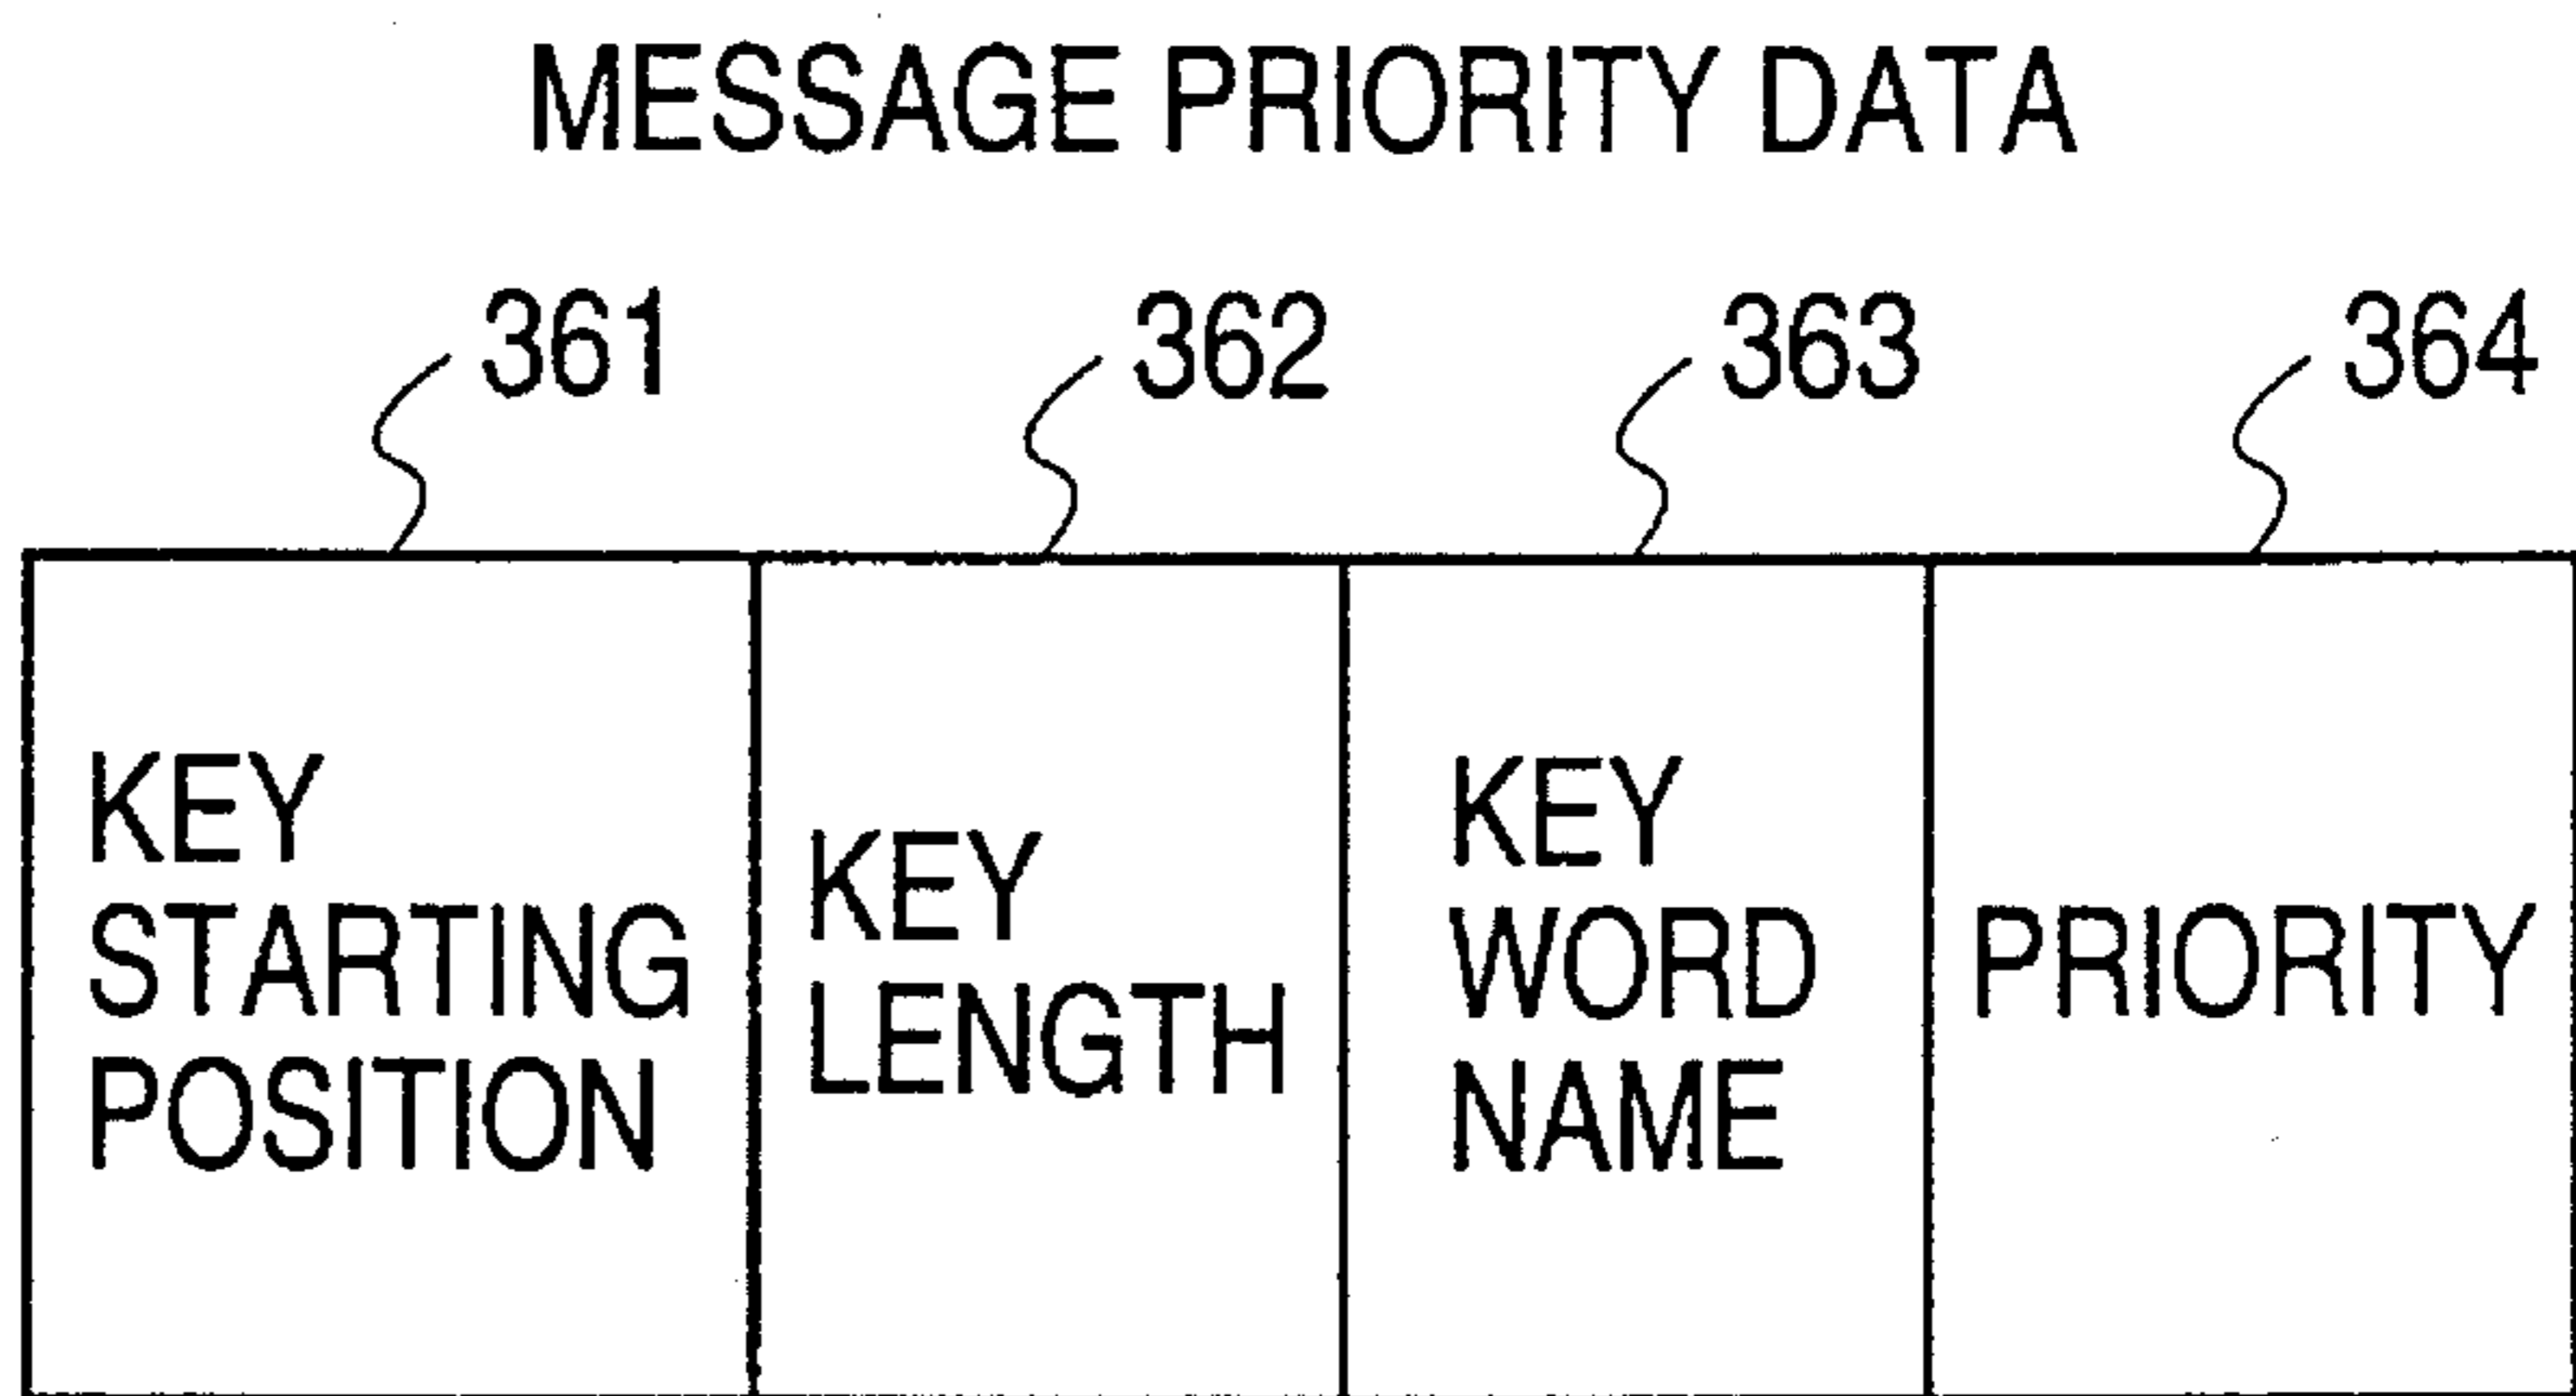 MESSAGE PRIORITY DATA
361
362
363
364
KEY
STARTING
POSITION
KEY
LENGTH
KEY
WORD
NAME
PRIORITY